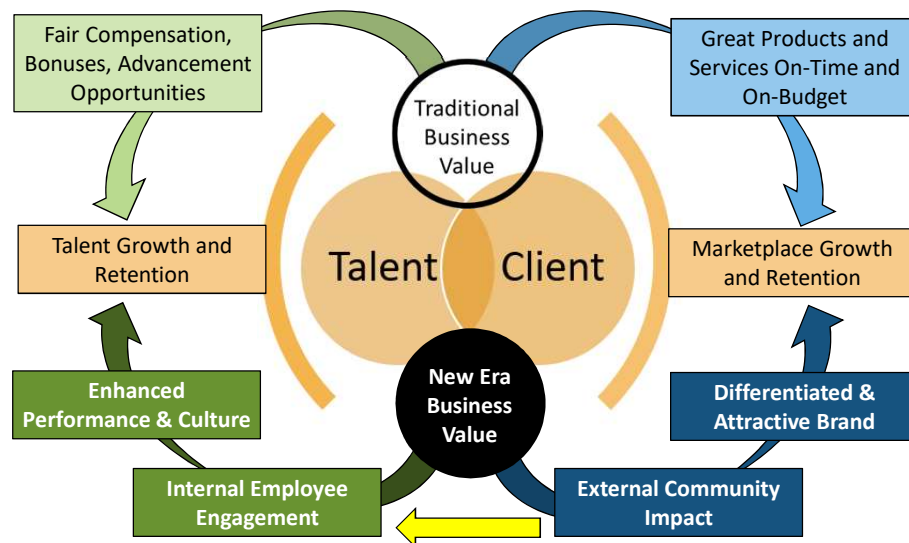 Fair Compensation,
Bonuses, Advancement
Opportunities
Great Products and
Services On-Time and
On-Budget
Traditional
Business
Value
Talent Growth and
Retention
Talent
Client
Marketplace Growth
and Retention
Enhanced
Performance & Culture
New Era
Business
Value
Differentiated &
Attractive Brand
Internal Employee
Engagement
External Community
Impact